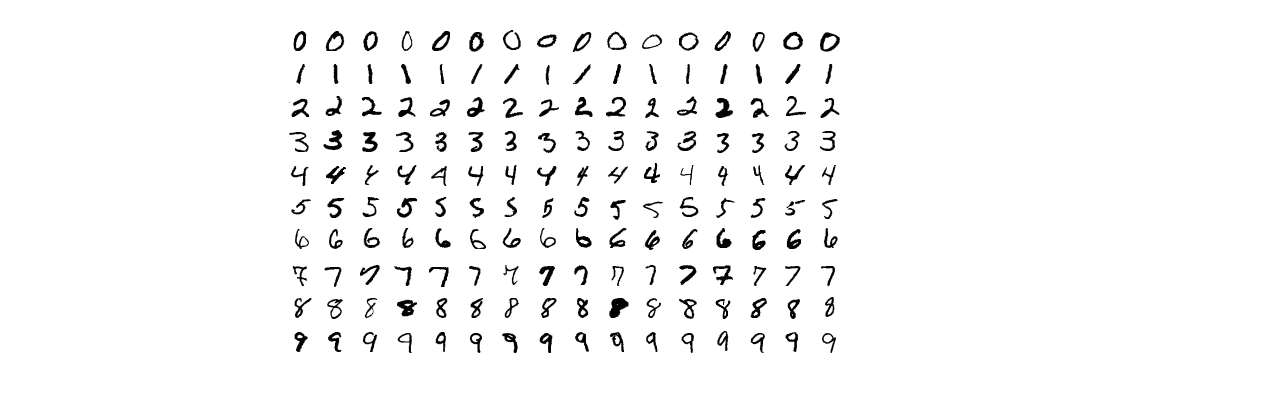 0 0 0 0 0 0 0 0 0 0 0 0 0 0 0 0
1 1 1 1 1 1 1 1 1 1 1 1 1 1 1 1
2 2 2 2 2 2 2 2 2 2 2 2 2 2 2 2
3 3 3 3 3 3 3 3 3 3 3 3 3 3 3 3
4 4 4 4 4 4 4 4 4 4 4 4 4 4 4 4
5 5 5 5 5 5 5 5 5 5 5 5 5 5 5 5
6 6 6 6 6 6 6 6 6 6 6 6 6 6 6 6
7 7 7 7 7 7 7 7 7 7 7 7 7 7 7 7
8 8 8 8 8 8 8 8 8 8 8 8 8 8 8 8
9 9 9 9 9 9 9 9 9 9 9 9 9 9 9 9